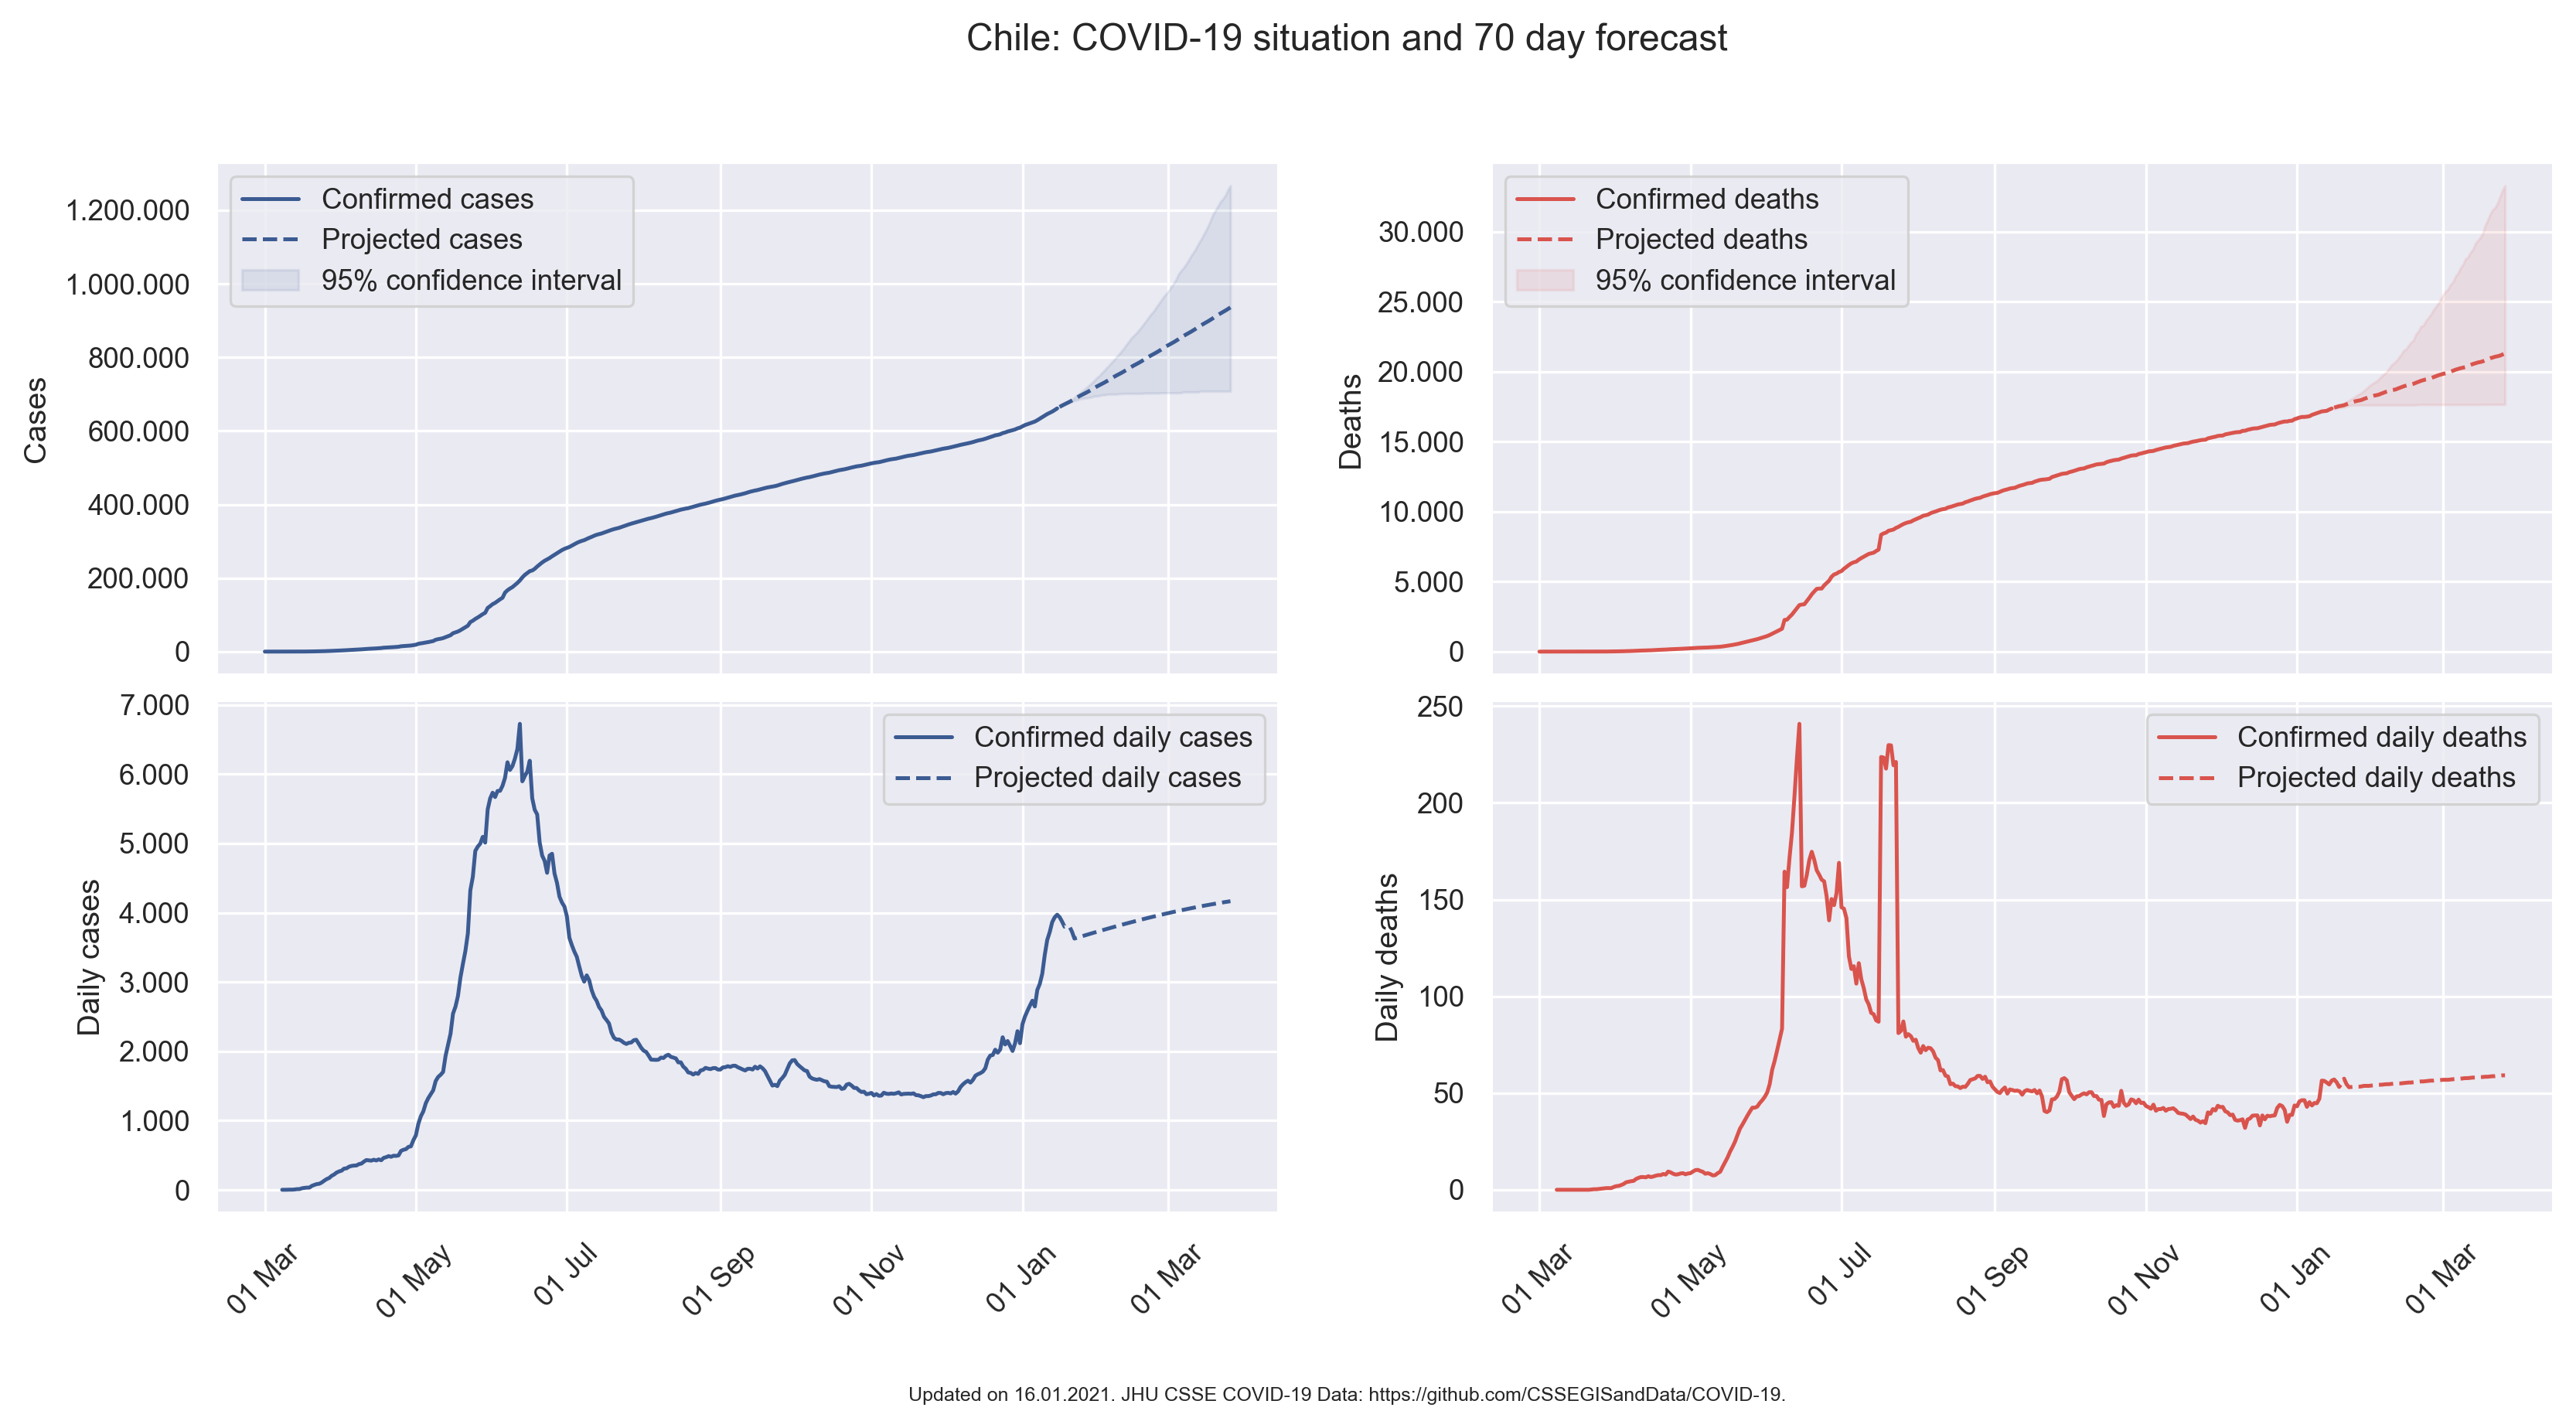 Chile: COVID-19 situation and 70 day forecast
Confirmed cases
Projected cases
95% confidence interval
1.200.000
1.000.000
800.000
600.000
400.000
200.000
0
Cases
Confirmed deaths
Projected deaths
95% confidence interval
30.000
25.000
20.000
15.000
10.000
5.000
0
Deaths
Confirmed daily cases
Projected daily cases
7.000
6.000
5.000
4.000
3.000
2.000
1.000
0
Daily cases
01 Mar
01 May
01 Jul
01 Sep
01 Nov
01 Jan
01 Mar
Confirmed daily deaths
Projected daily deaths
250
200
150
100
50
0
Daily deaths
01 Mar
01 May
01 Jul
01 Sep
01 Nov
01 Jan
01 Mar
Updated on 16.01.2021. JHU CSSE COVID-19 Data: https://github.com/CSSEGISandData/COVID-19.